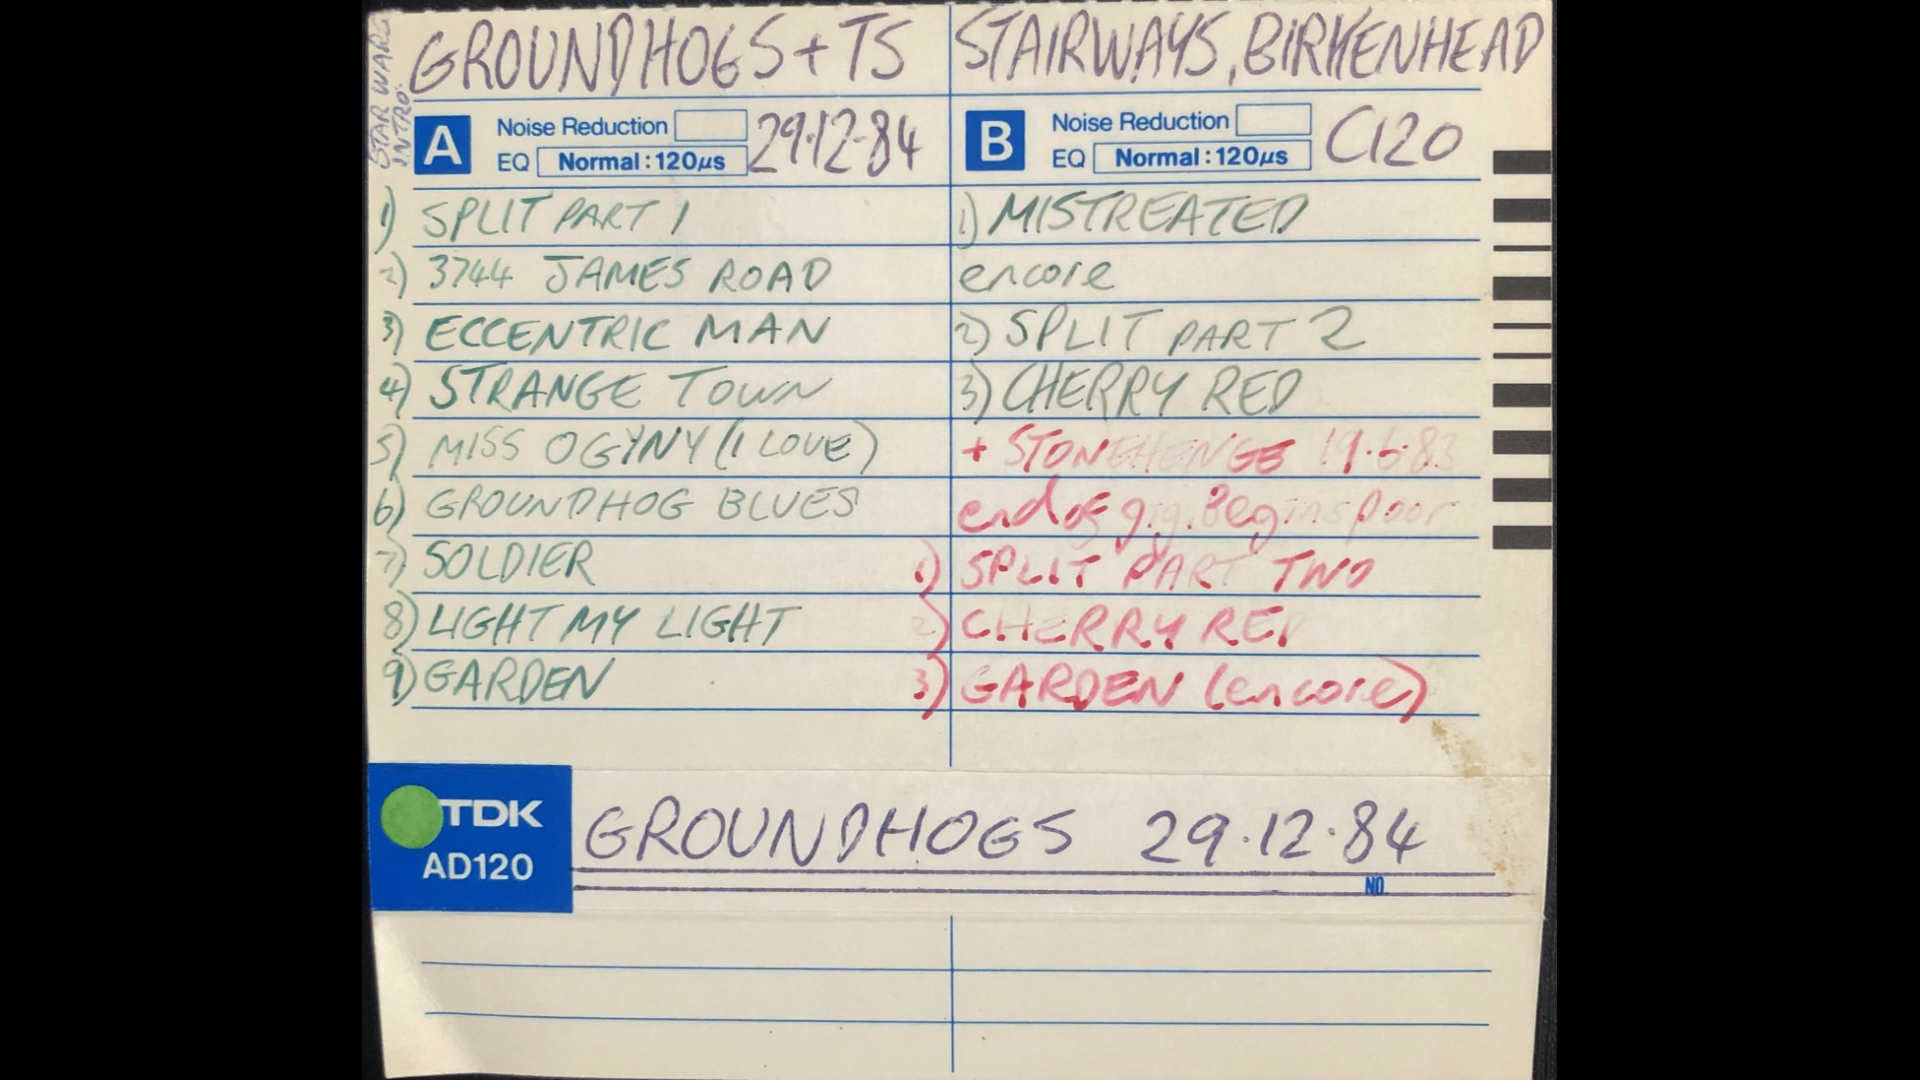 STAR WARS
INTRO
GROUNDHOGS + TS
STAIRWAYS, BIRKENHEAD
A
Noise Reduction
EQ Normal : 120µs
29·12·84
B
Noise Reduction
EQ Normal : 120µs
C120
1) SPLIT PART 1
2) 3744 JAMES ROAD
3) ECCENTRIC MAN
4) STRANGE TOWN
5) MISS OGYNY (I LOVE)
6) GROUNDHOG BLUES
7) SOLDIER
8) LIGHT MY LIGHT
9) GARDEN
1) MISTREATED
encore
2) SPLIT PART 2
3) CHERRY RED
+ STONEHENGE 19·6·83
end of gig. Begins poor
1) SPLIT PART TWO
2) CHERRY RED
3) GARDEN (encore)
TDK
AD120
GROUNDHOGS 29·12·84
NO.